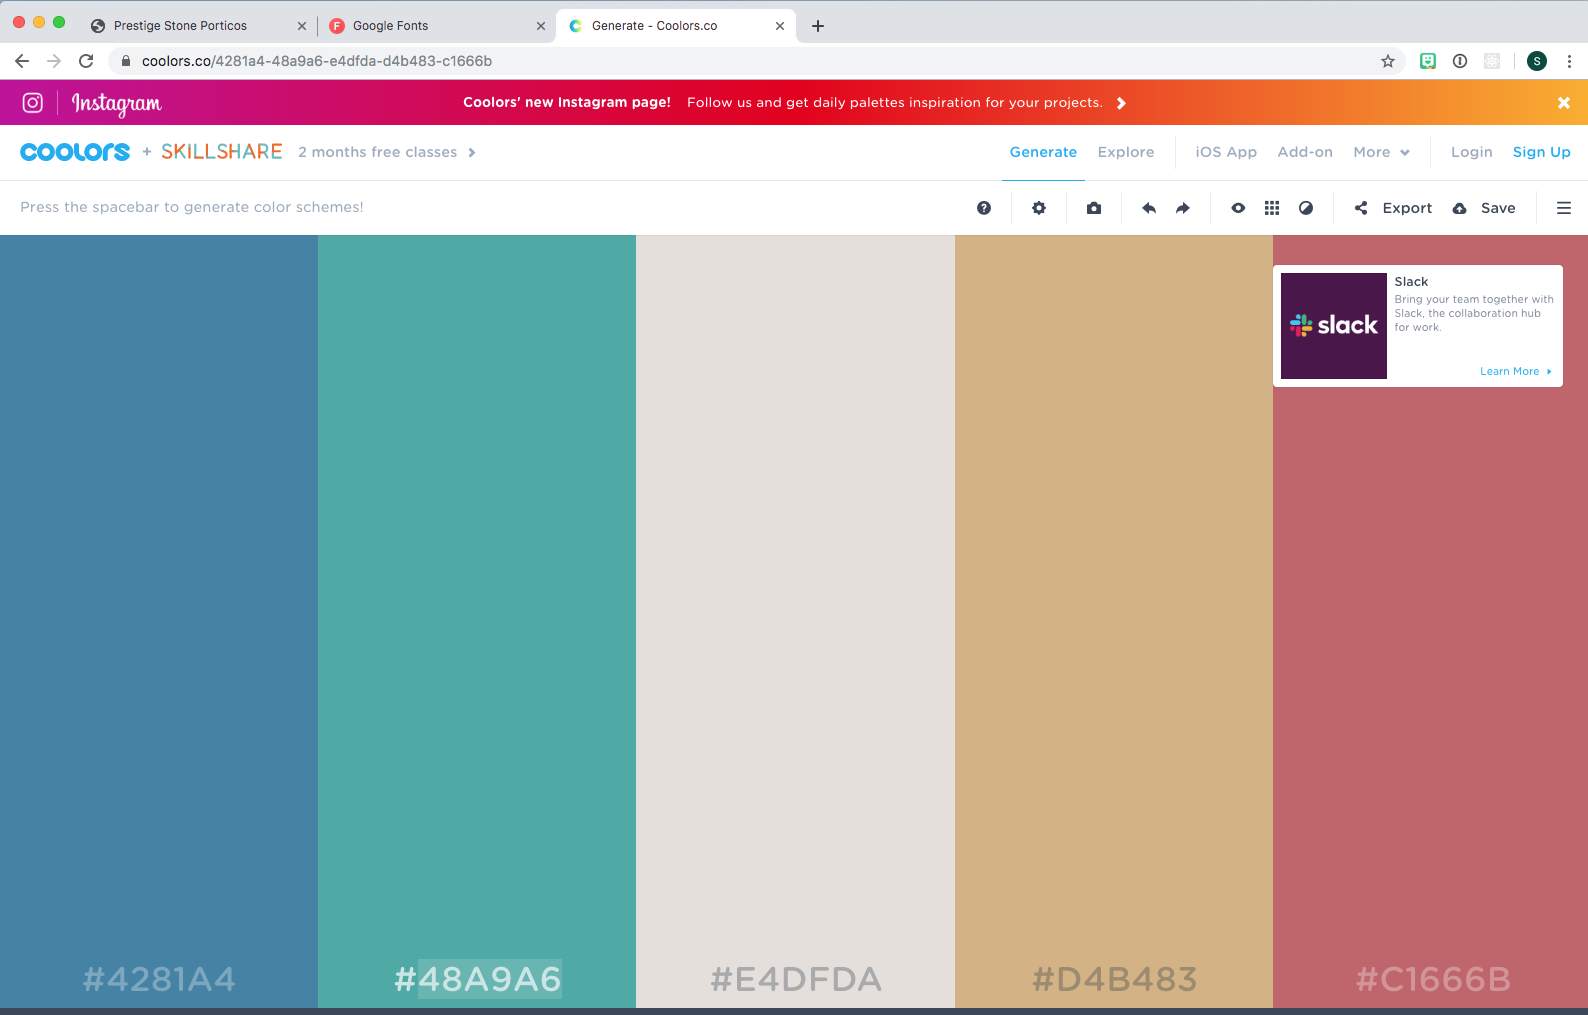 Prestige Stone Porticos
Google Fonts
Generate - Coolors.co
coolors.co/4281a4-48a9a6-e4dfda-d4b483-c1666b
S
Instagram
Coolors' new Instagram page! Follow us and get daily palettes inspiration for your projects.
coolors + SKILLSHARE 2 months free classes
Generate Explore iOS App Add-on More Login Sign Up
Press the spacebar to generate color schemes!
Export Save
slack
Slack
Bring your team together with
Slack, the collaboration hub
for work.
Learn More
#4281A4
#48A9A6
#E4DFDA
#D4B483
#C1666B